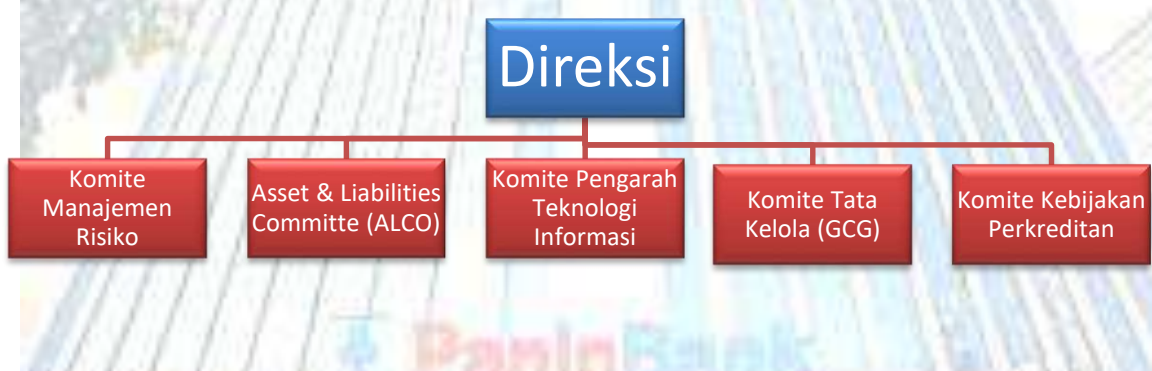 Direksi
Komite
Manajemen
Risiko
Asset & Liabilities
Committe (ALCO)
Komite Pengarah
Teknologi
Informasi
Komite Tata
Kelola (GCG)
Komite Kebijakan
Perkreditan
PaninBank